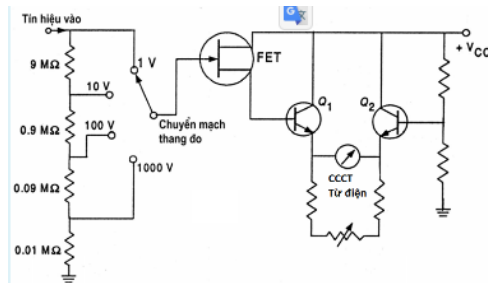 Tín hiệu vào
+ VCC
1 V
FET
9 MΩ
10 V
Q1
Q2
0.9 MΩ
100 V
Chuyển mạch
thang đo
1000 V
CCCT
Từ điện
0.09 MΩ
0.01 MΩ